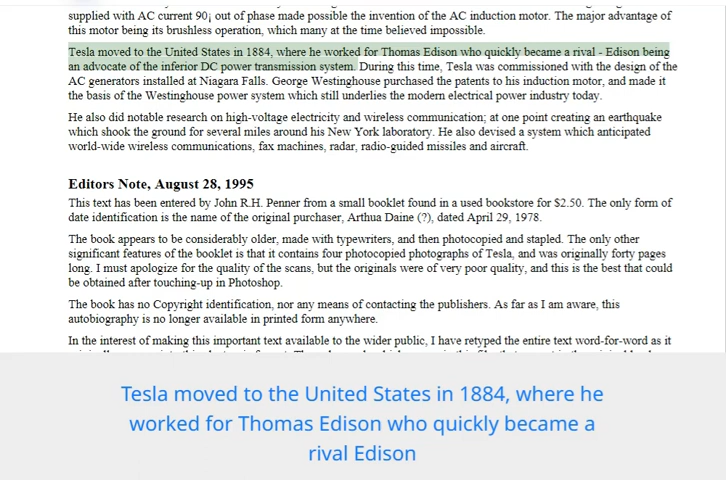 supplied with AC current 90¡ out of phase made possible the invention of the AC induction motor. The major advantage of
this motor being its brushless operation, which many at the time believed impossible.
Tesla moved to the United States in 1884, where he worked for Thomas Edison who quickly became a rival - Edison being
an advocate of the inferior DC power transmission system. During this time, Tesla was commissioned with the design of the
AC generators installed at Niagara Falls. George Westinghouse purchased the patents to his induction motor, and made it
the basis of the Westinghouse power system which still underlies the modern electrical power industry today.
He also did notable research on high-voltage electricity and wireless communication; at one point creating an earthquake
which shook the ground for several miles around his New York laboratory. He also devised a system which anticipated
world-wide wireless communications, fax machines, radar, radio-guided missiles and aircraft.
Editors Note, August 28, 1995
This text has been entered by John R.H. Penner from a small booklet found in a used bookstore for $2.50. The only form of
date identification is the name of the original purchaser, Arthua Daine (?), dated April 29, 1978.
The book appears to be considerably older, made with typewriters, and then photocopied and stapled. The only other
significant features of the booklet is that it contains four photocopied photographs of Tesla, and was originally forty pages
long. I must apologize for the quality of the scans, but the originals were of very poor quality, and this is the best that could
be obtained after touching-up in Photoshop.
The book has no Copyright identification, nor any means of contacting the publishers. As far as I am aware, this
autobiography is no longer available in printed form anywhere.
In the interest of making this important text available to the wider public, I have retyped the entire text word-for-word as it
Tesla moved to the United States in 1884, where he
worked for Thomas Edison who quickly became a
rival Edison